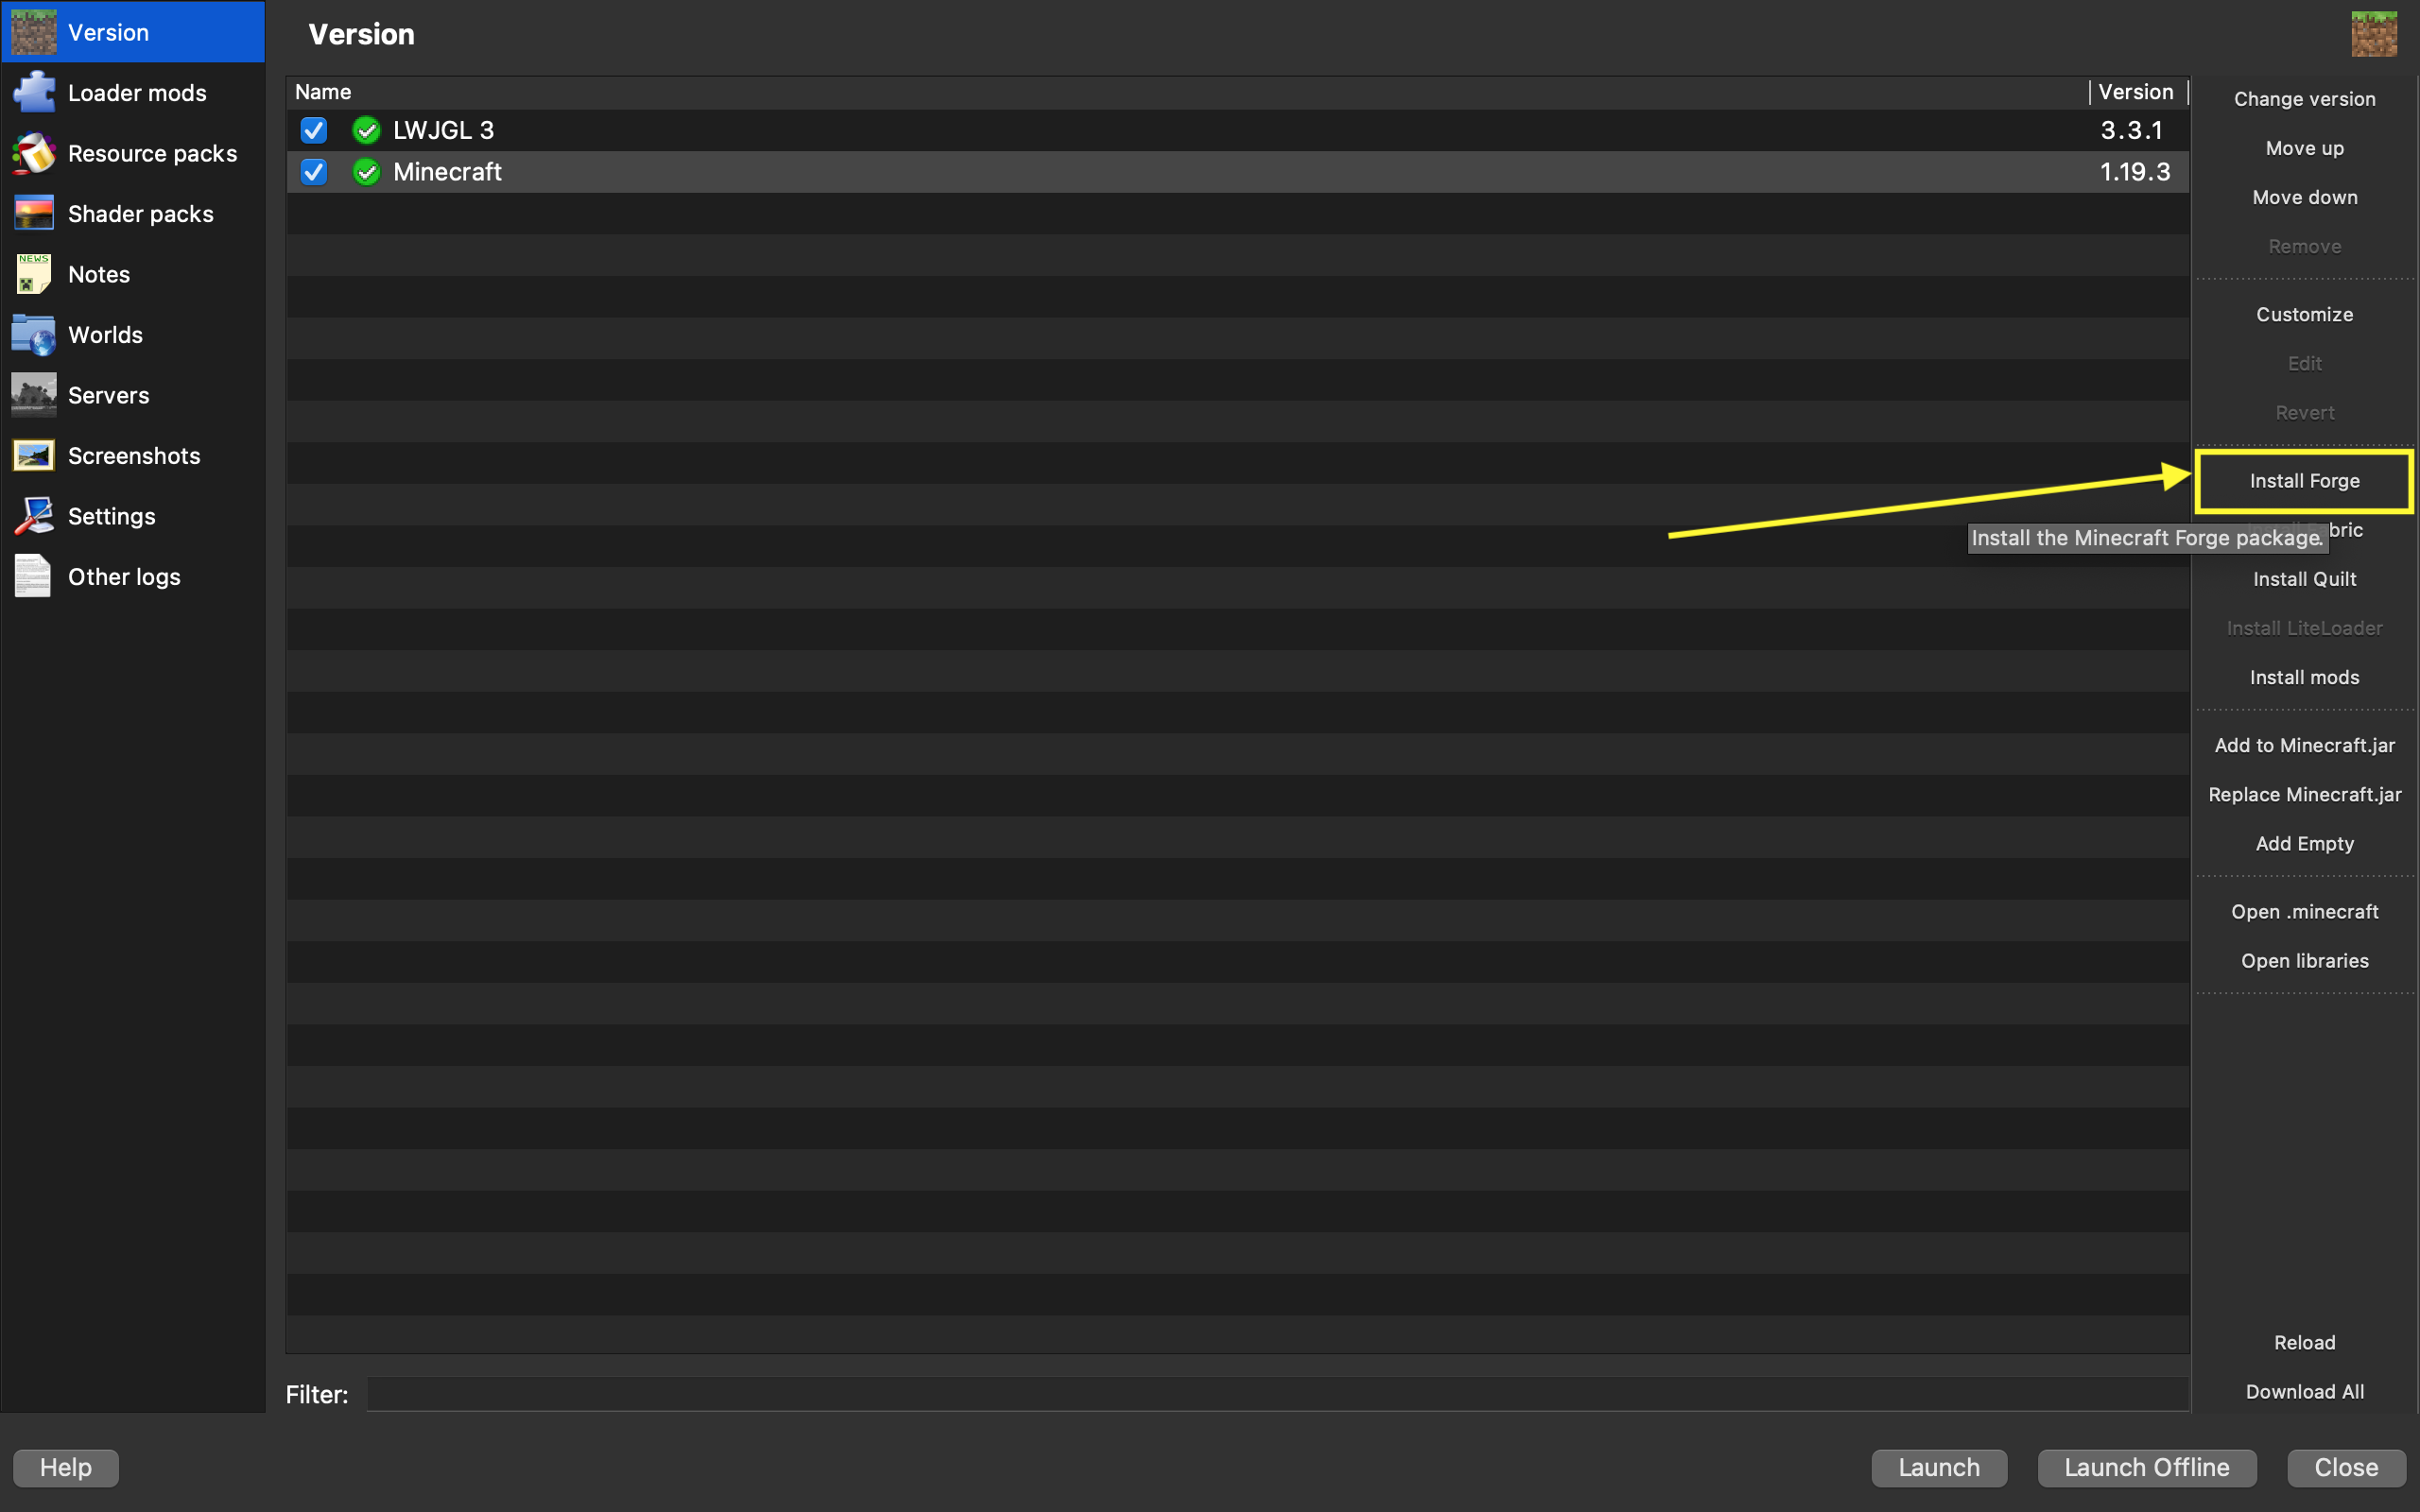 Version
Loader mods
Resource packs
Shader packs
NEWS
Notes
Worlds
Servers
Screenshots
Settings
Other logs
Version
Name Version
LWJGL 3 3.3.1
Minecraft 1.19.3
Filter:
Change version
Move up
Move down
Remove
Customize
Edit
Revert
Install Forge
bric
Install the Minecraft Forge package.
Install Quilt
Install LiteLoader
Install mods
Add to Minecraft.jar
Replace Minecraft.jar
Add Empty
Open .minecraft
Open libraries
Reload
Download All
Help
Launch
Launch Offline
Close